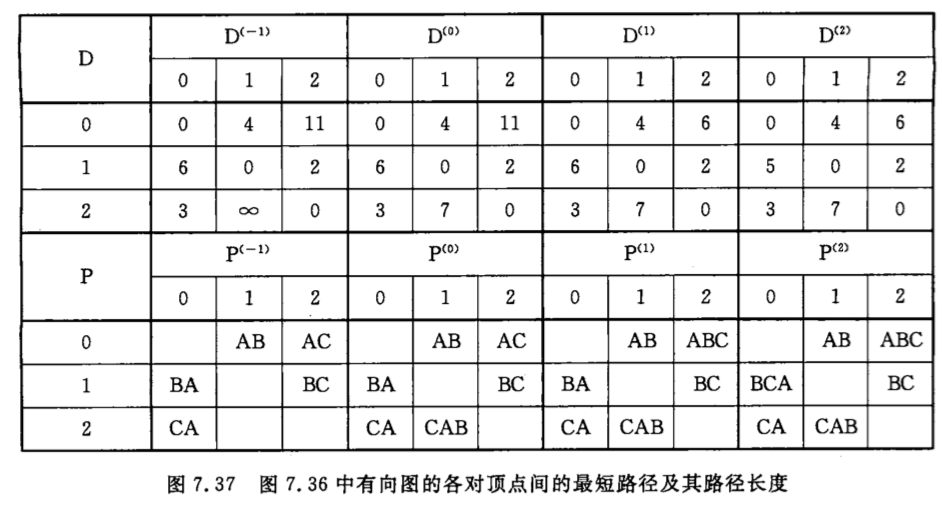 D D⁽⁻¹⁾ D⁽⁰⁾ D⁽¹⁾ D⁽²⁾
0 1 2 0 1 2 0 1 2 0 1 2
0 0 4 11 0 4 11 0 4 6 0 4 6
1 6 0 2 6 0 2 6 0 2 5 0 2
2 3 ∞ 0 3 7 0 3 7 0 3 7 0
P P⁽⁻¹⁾ P⁽⁰⁾ P⁽¹⁾ P⁽²⁾
0 1 2 0 1 2 0 1 2 0 1 2
0 AB AC AB AC AB ABC AB ABC
1 BA BC BA BC BA BC BCA BC
2 CA CA CAB CA CAB CA CAB
图 7.37 图 7.36 中有向图的各对顶点间的最短路径及其路径长度